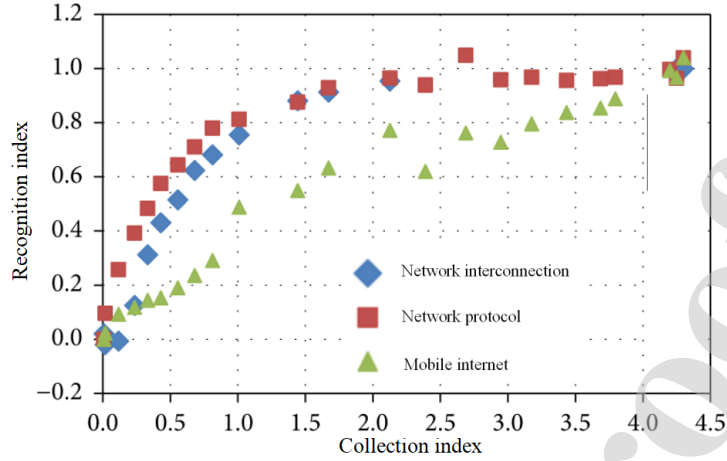 1.2
1.0
0.8
0.6
0.4
0.2
0.0
−0.2
Recognition index
Network interconnection
Network protocol
Mobile internet
0.0 0.5 1.0 1.5 2.0 2.5 3.0 3.5 4.0 4.5
Collection index